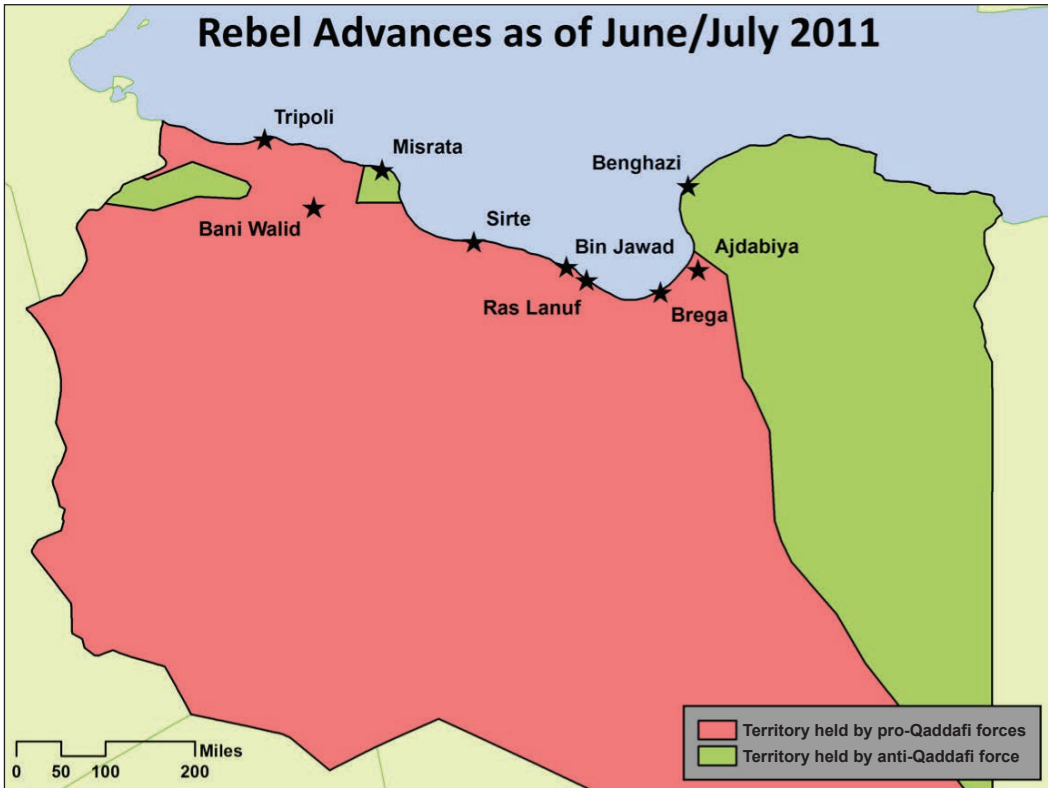 Rebel Advances as of June/July 2011
Tripoli
Misrata
Benghazi
Bani Walid
Sirte
Bin Jawad
Ajdabiya
Ras Lanuf
Brega
Miles
0 50 100 200
Territory held by pro-Qaddafi forces
Territory held by anti-Qaddafi force